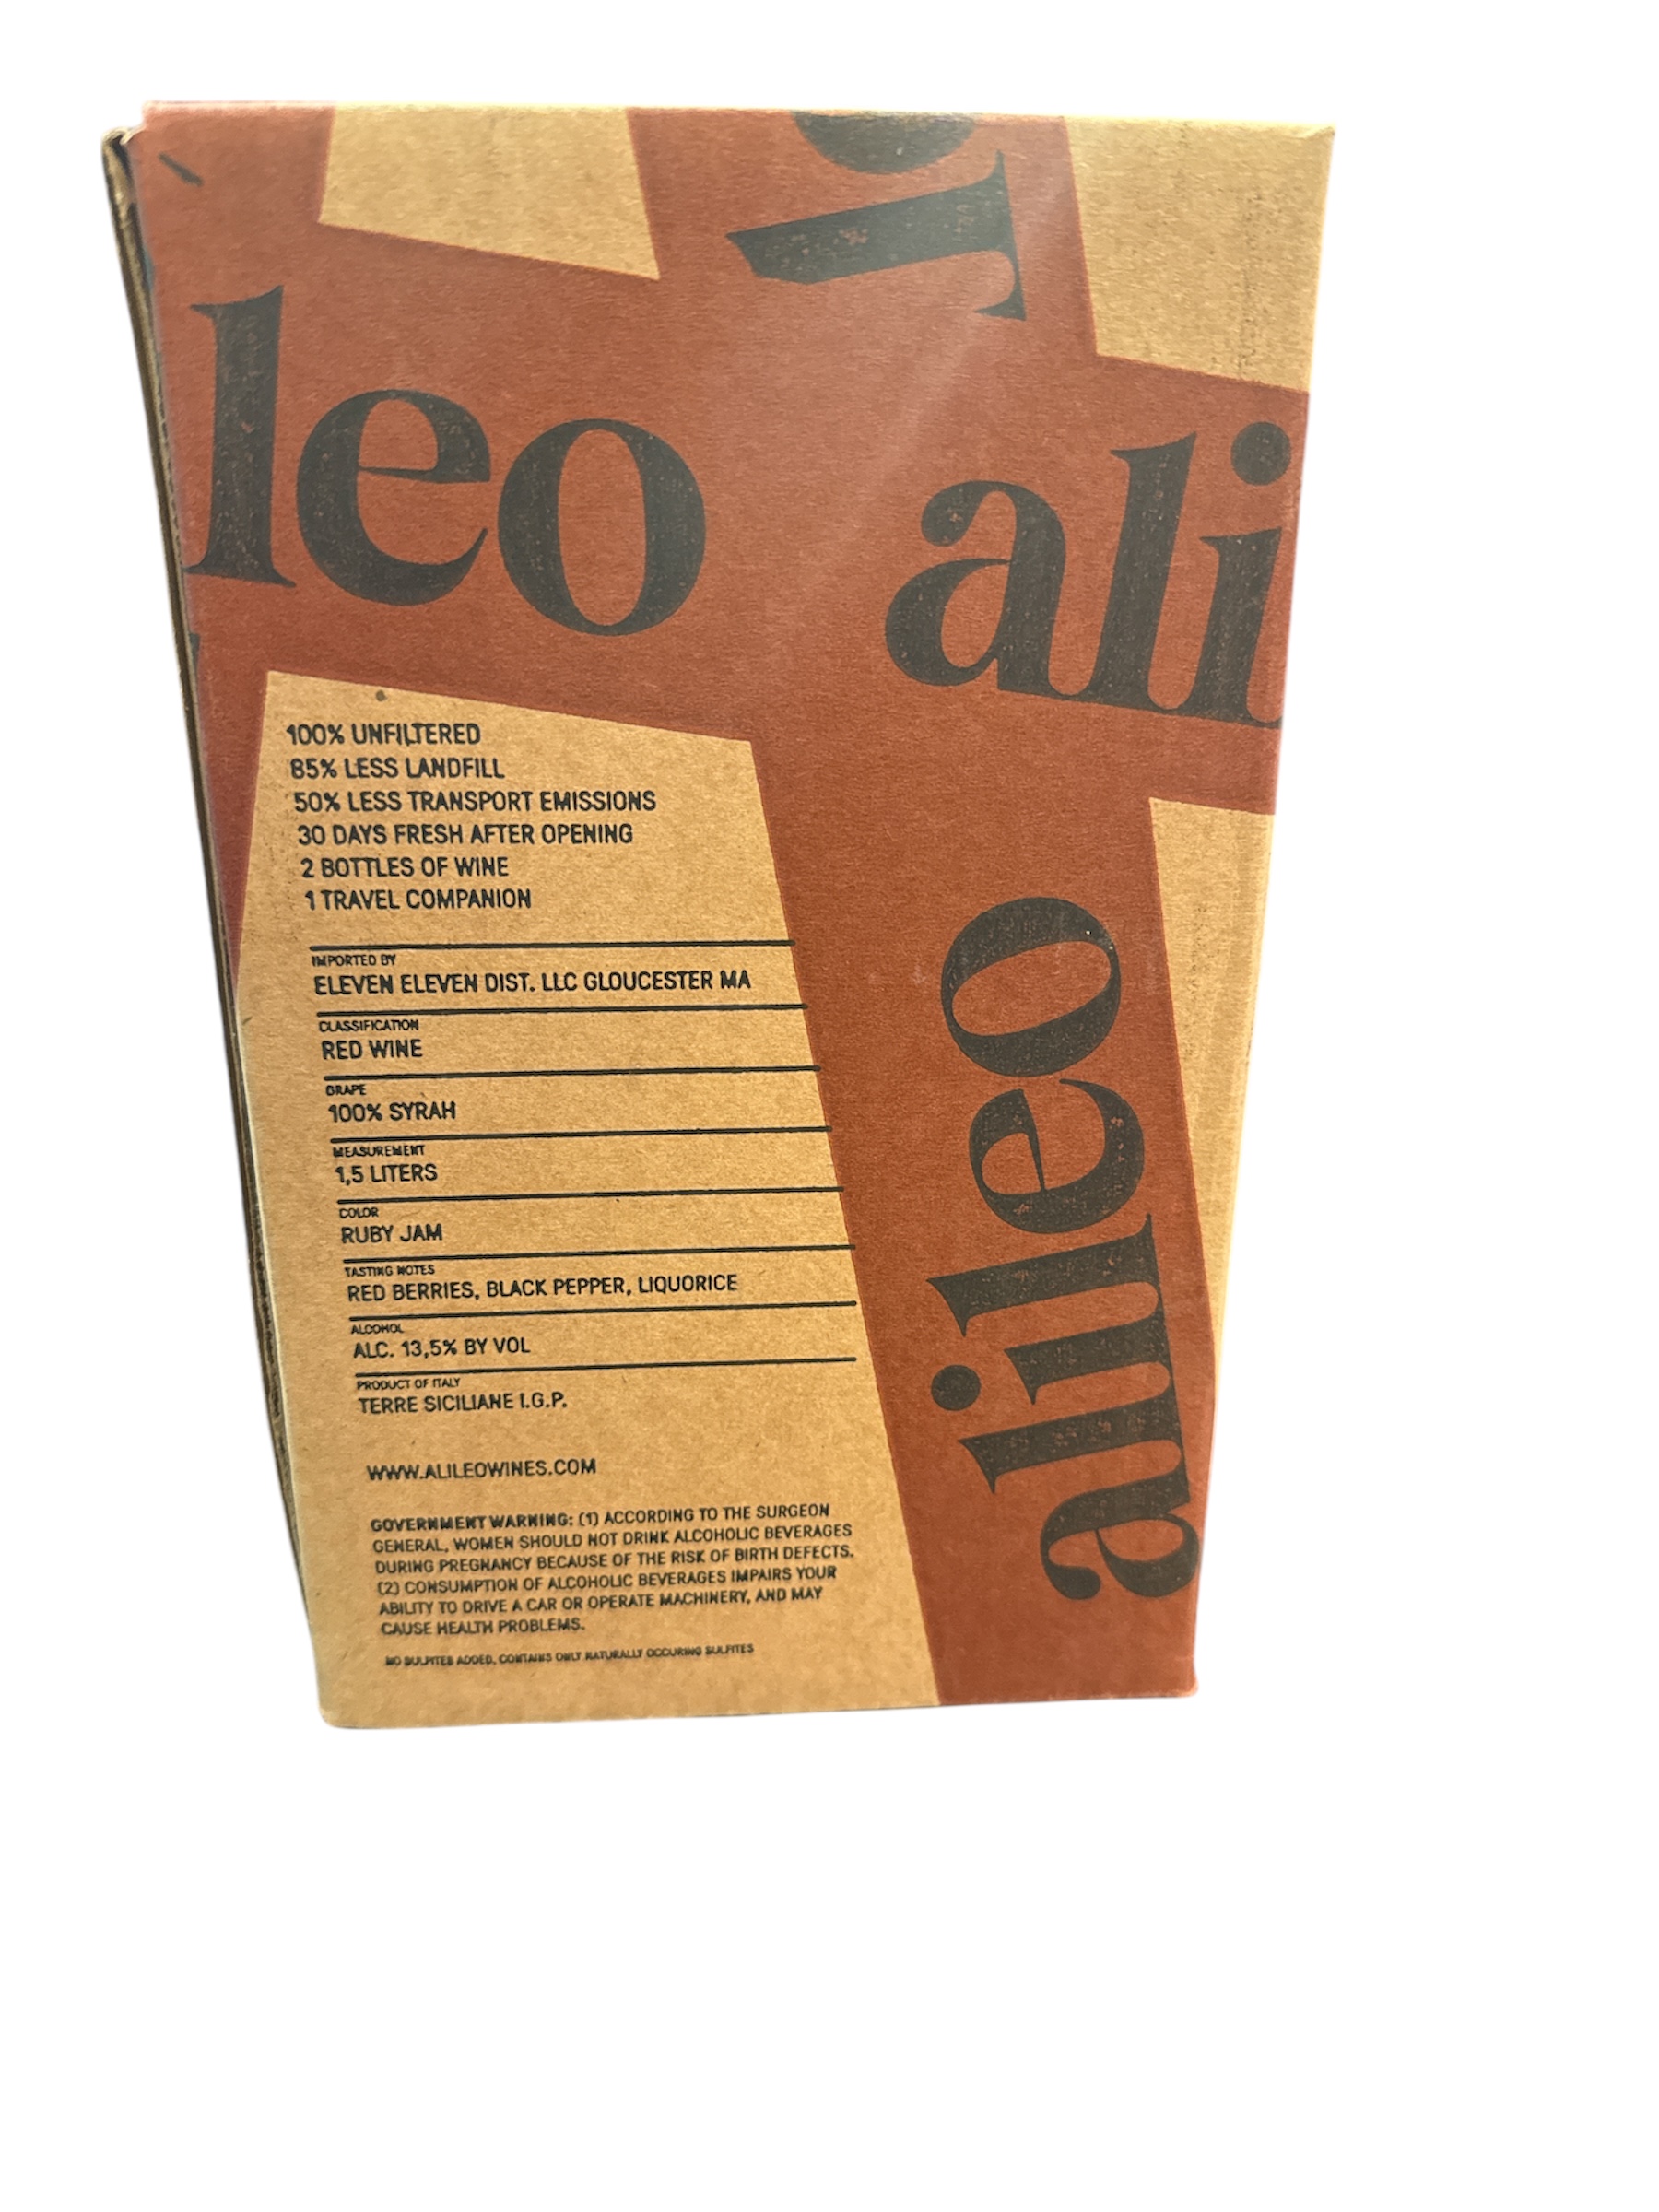 leo
ali
alileo
100% UNFILTERED
85% LESS LANDFILL
50% LESS TRANSPORT EMISSIONS
30 DAYS FRESH AFTER OPENING
2 BOTTLES OF WINE
1 TRAVEL COMPANION
IMPORTED BY
ELEVEN ELEVEN DIST. LLC GLOUCESTER MA
CLASSIFICATION
RED WINE
GRAPE
100% SYRAH
MEASUREMENT
1,5 LITERS
COLOR
RUBY JAM
TASTING NOTES
RED BERRIES, BLACK PEPPER, LIQUORICE
ALCOHOL
ALC. 13,5% BY VOL
PRODUCT OF ITALY
TERRE SICILIANE I.G.P.
WWW.ALILEOWINES.COM
GOVERNMENT WARNING: (1) ACCORDING TO THE SURGEON
GENERAL, WOMEN SHOULD NOT DRINK ALCOHOLIC BEVERAGES
DURING PREGNANCY BECAUSE OF THE RISK OF BIRTH DEFECTS.
(2) CONSUMPTION OF ALCOHOLIC BEVERAGES IMPAIRS YOUR
ABILITY TO DRIVE A CAR OR OPERATE MACHINERY, AND MAY
CAUSE HEALTH PROBLEMS.
NO SULPITES ADDED, CONTAINS ONLY NATURALLY OCCURING SULFITES